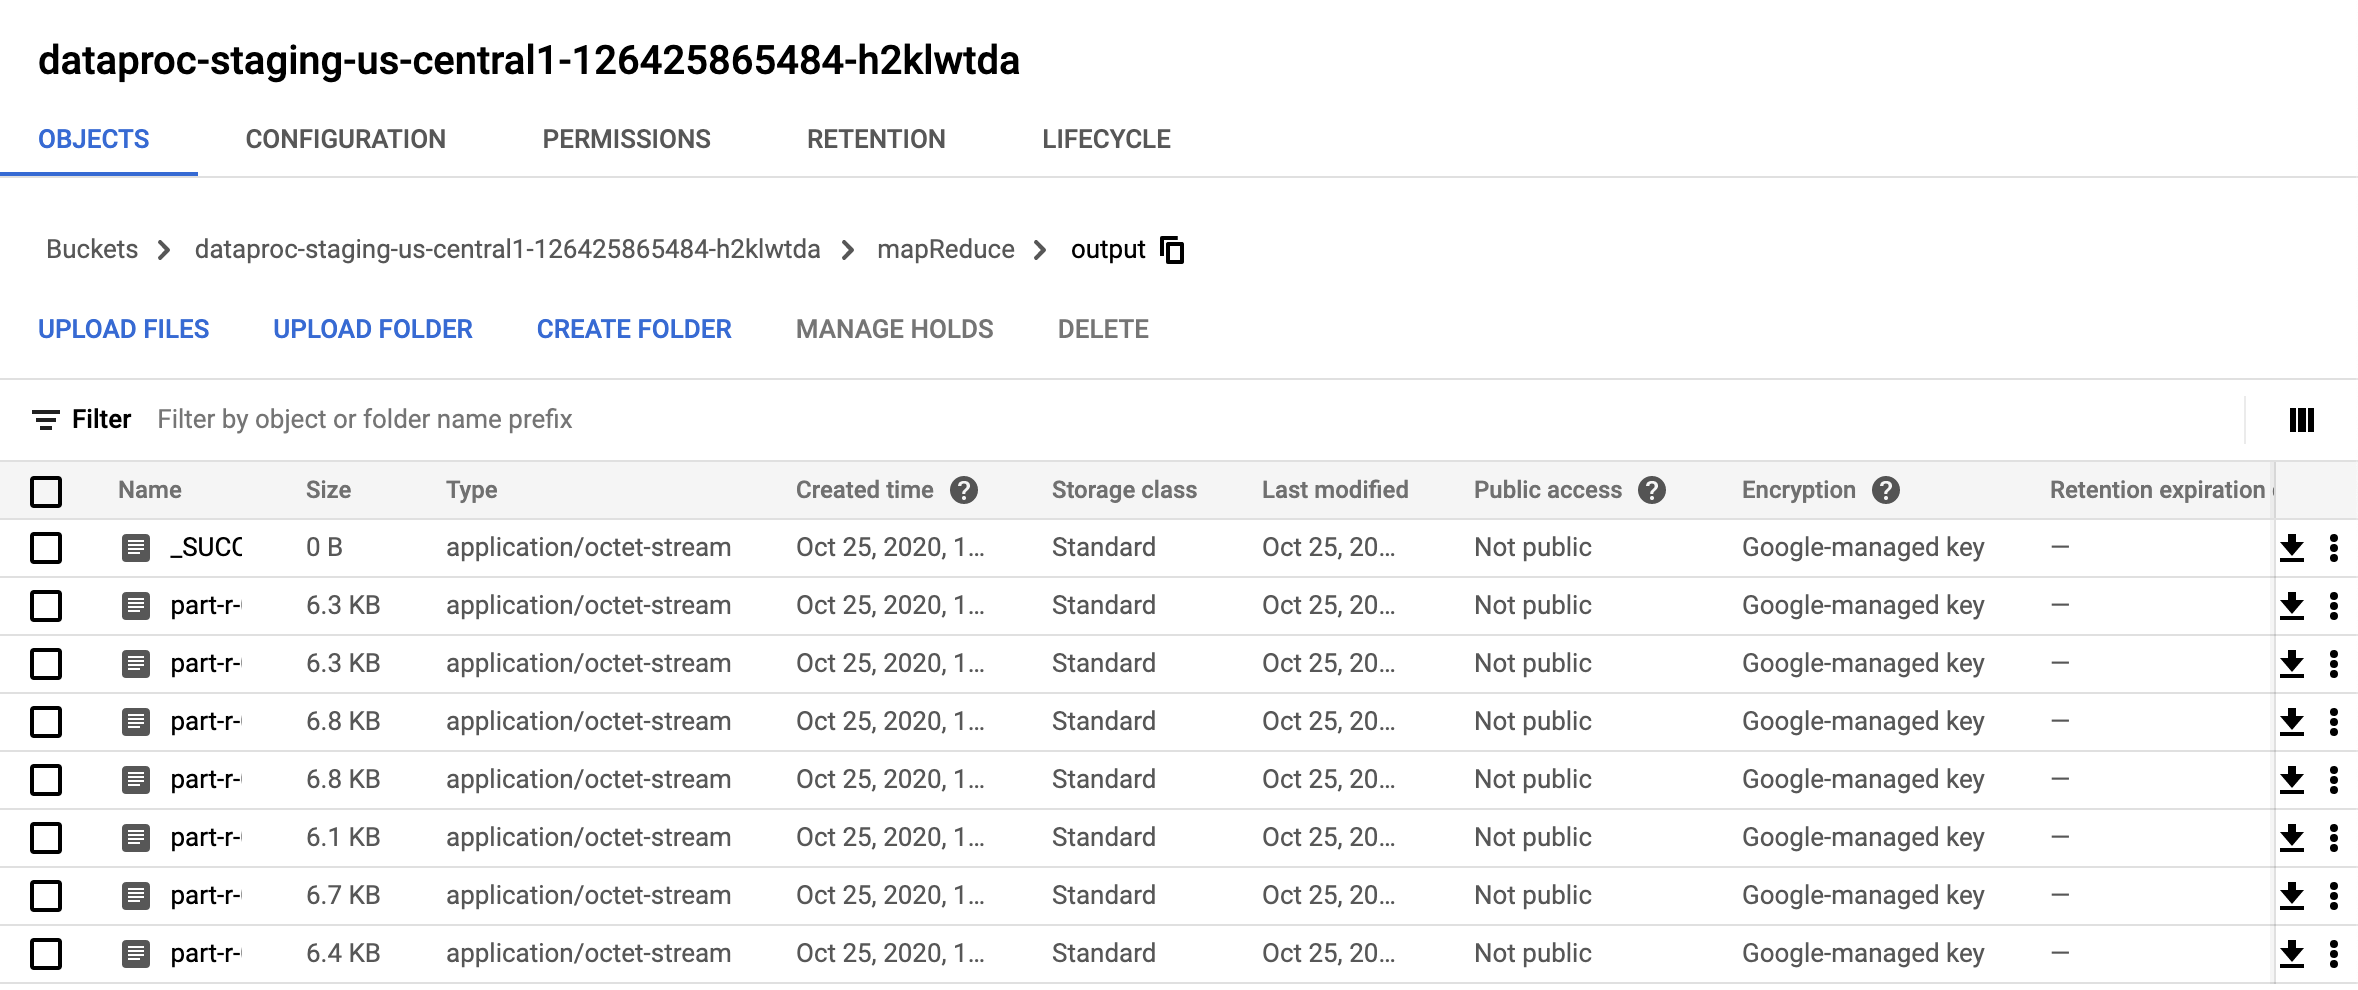 dataproc-staging-us-central1-126425865484-h2klwtda
OBJECTS CONFIGURATION PERMISSIONS RETENTION LIFECYCLE
Buckets dataproc-staging-us-central1-126425865484-h2klwtda mapReduce output
UPLOAD FILES UPLOAD FOLDER CREATE FOLDER MANAGE HOLDS DELETE
Filter Filter by object or folder name prefix
Name Size Type Created time Storage class Last modified Public access Encryption Retention expiration
_SUCC 0 B application/octet-stream Oct 25, 2020, 1... Standard Oct 25, 20... Not public Google-managed key —
part-r- 6.3 KB application/octet-stream Oct 25, 2020, 1... Standard Oct 25, 20... Not public Google-managed key —
part-r- 6.3 KB application/octet-stream Oct 25, 2020, 1... Standard Oct 25, 20... Not public Google-managed key —
part-r- 6.8 KB application/octet-stream Oct 25, 2020, 1... Standard Oct 25, 20... Not public Google-managed key —
part-r- 6.8 KB application/octet-stream Oct 25, 2020, 1... Standard Oct 25, 20... Not public Google-managed key —
part-r- 6.1 KB application/octet-stream Oct 25, 2020, 1... Standard Oct 25, 20... Not public Google-managed key —
part-r- 6.7 KB application/octet-stream Oct 25, 2020, 1... Standard Oct 25, 20... Not public Google-managed key —
part-r- 6.4 KB application/octet-stream Oct 25, 2020, 1... Standard Oct 25, 20... Not public Google-managed key —